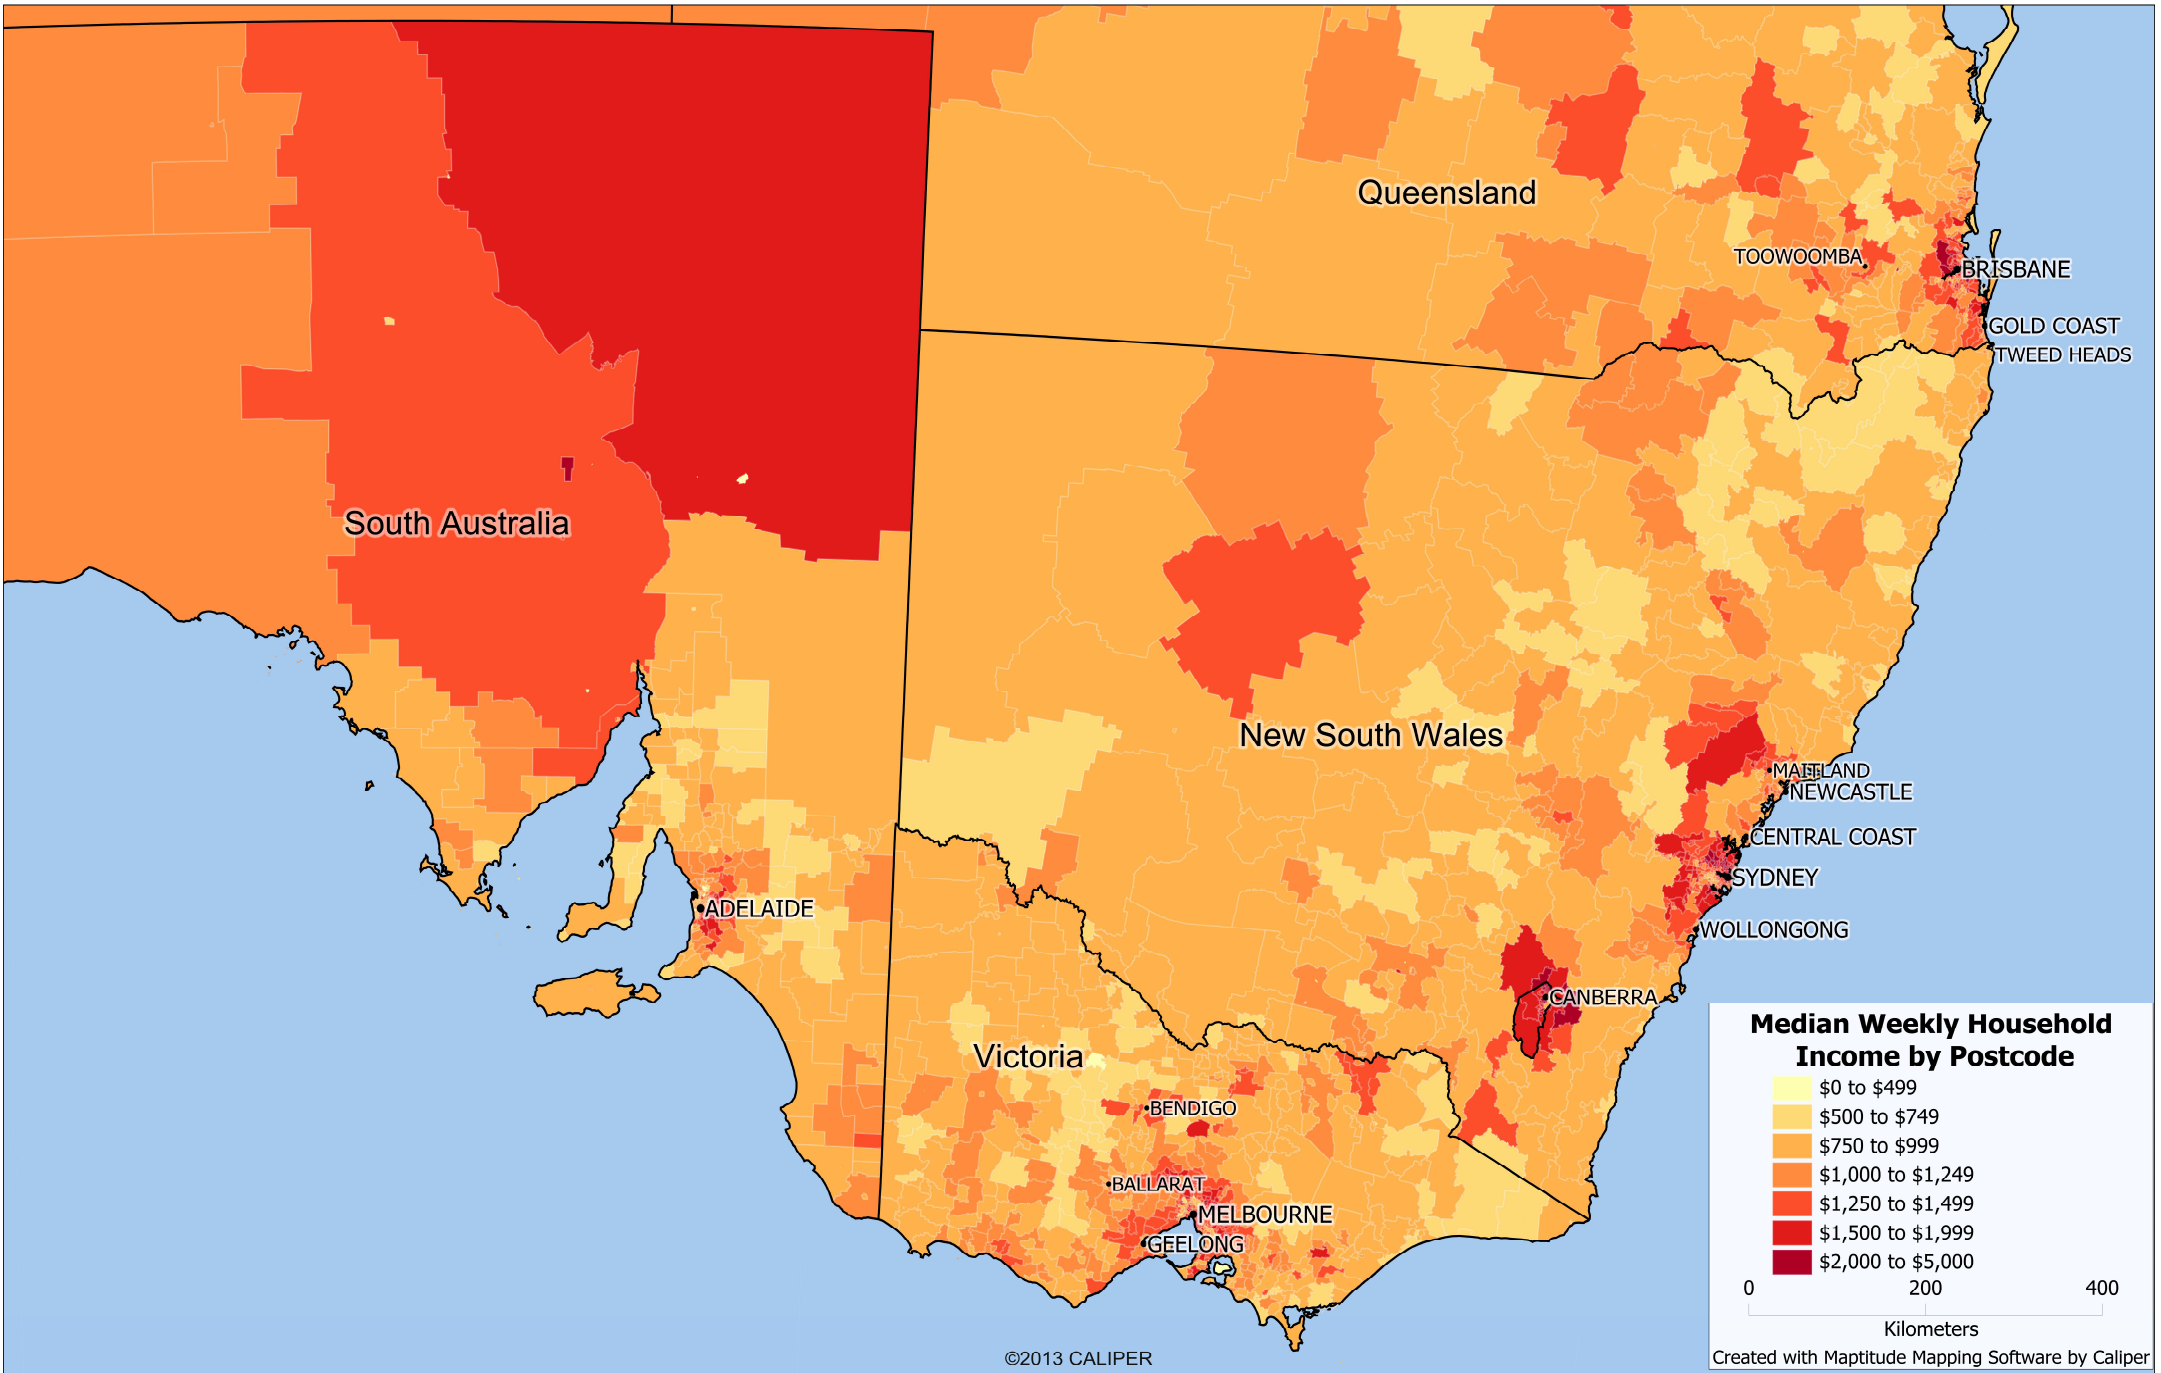 Queensland
TOOWOOMBA
BRISBANE
GOLD COAST
TWEED HEADS
South Australia
New South Wales
MAITLAND
NEWCASTLE
CENTRAL COAST
SYDNEY
ADELAIDE
WOLLONGONG
CANBERRA
Victoria
BENDIGO
BALLARAT
MELBOURNE
GEELONG
Median Weekly Household
Income by Postcode
$0 to $499
$500 to $749
$750 to $999
$1,000 to $1,249
$1,250 to $1,499
$1,500 to $1,999
$2,000 to $5,000
0 200 400
Kilometers
Created with Maptitude Mapping Software by Caliper
©2013 CALIPER